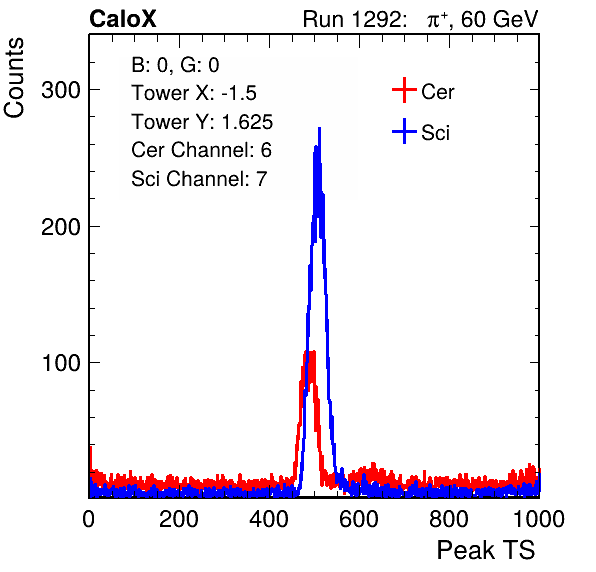 CaloX Run 1292: π⁺, 60 GeV
Counts
B: 0, G: 0
Tower X: -1.5
Tower Y: 1.625
Cer Channel: 6
Sci Channel: 7
Cer
Sci
300
200
100
0 200 400 600 800 1000
Peak TS